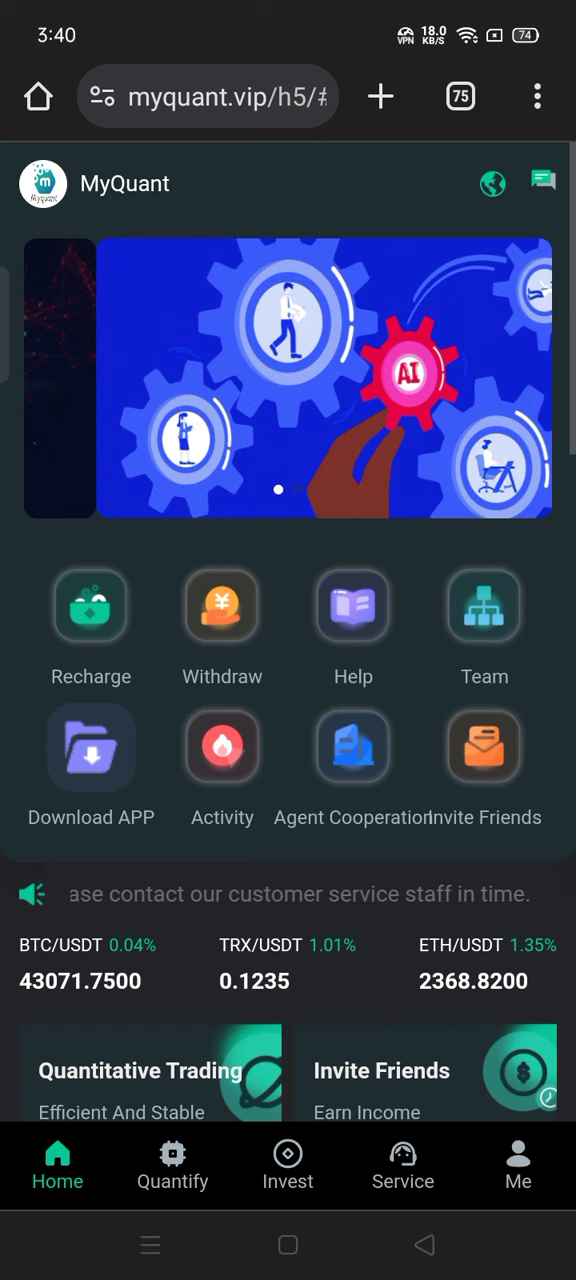 3:40
VPN
18.0
KB/S
74
myquant.vip/h5/#
75
m
Myquant
MyQuant
AI
¥
Recharge
Withdraw
Help
Team
Download APP
Activity
Agent Cooperation
Invite Friends
ase contact our customer service staff in time.
BTC/USDT 0.04%
TRX/USDT 1.01%
ETH/USDT 1.35%
43071.7500
0.1235
2368.8200
Quantitative Trading
Invite Friends
$
Efficient And Stable
Earn Income
Home
Quantify
Invest
Service
Me